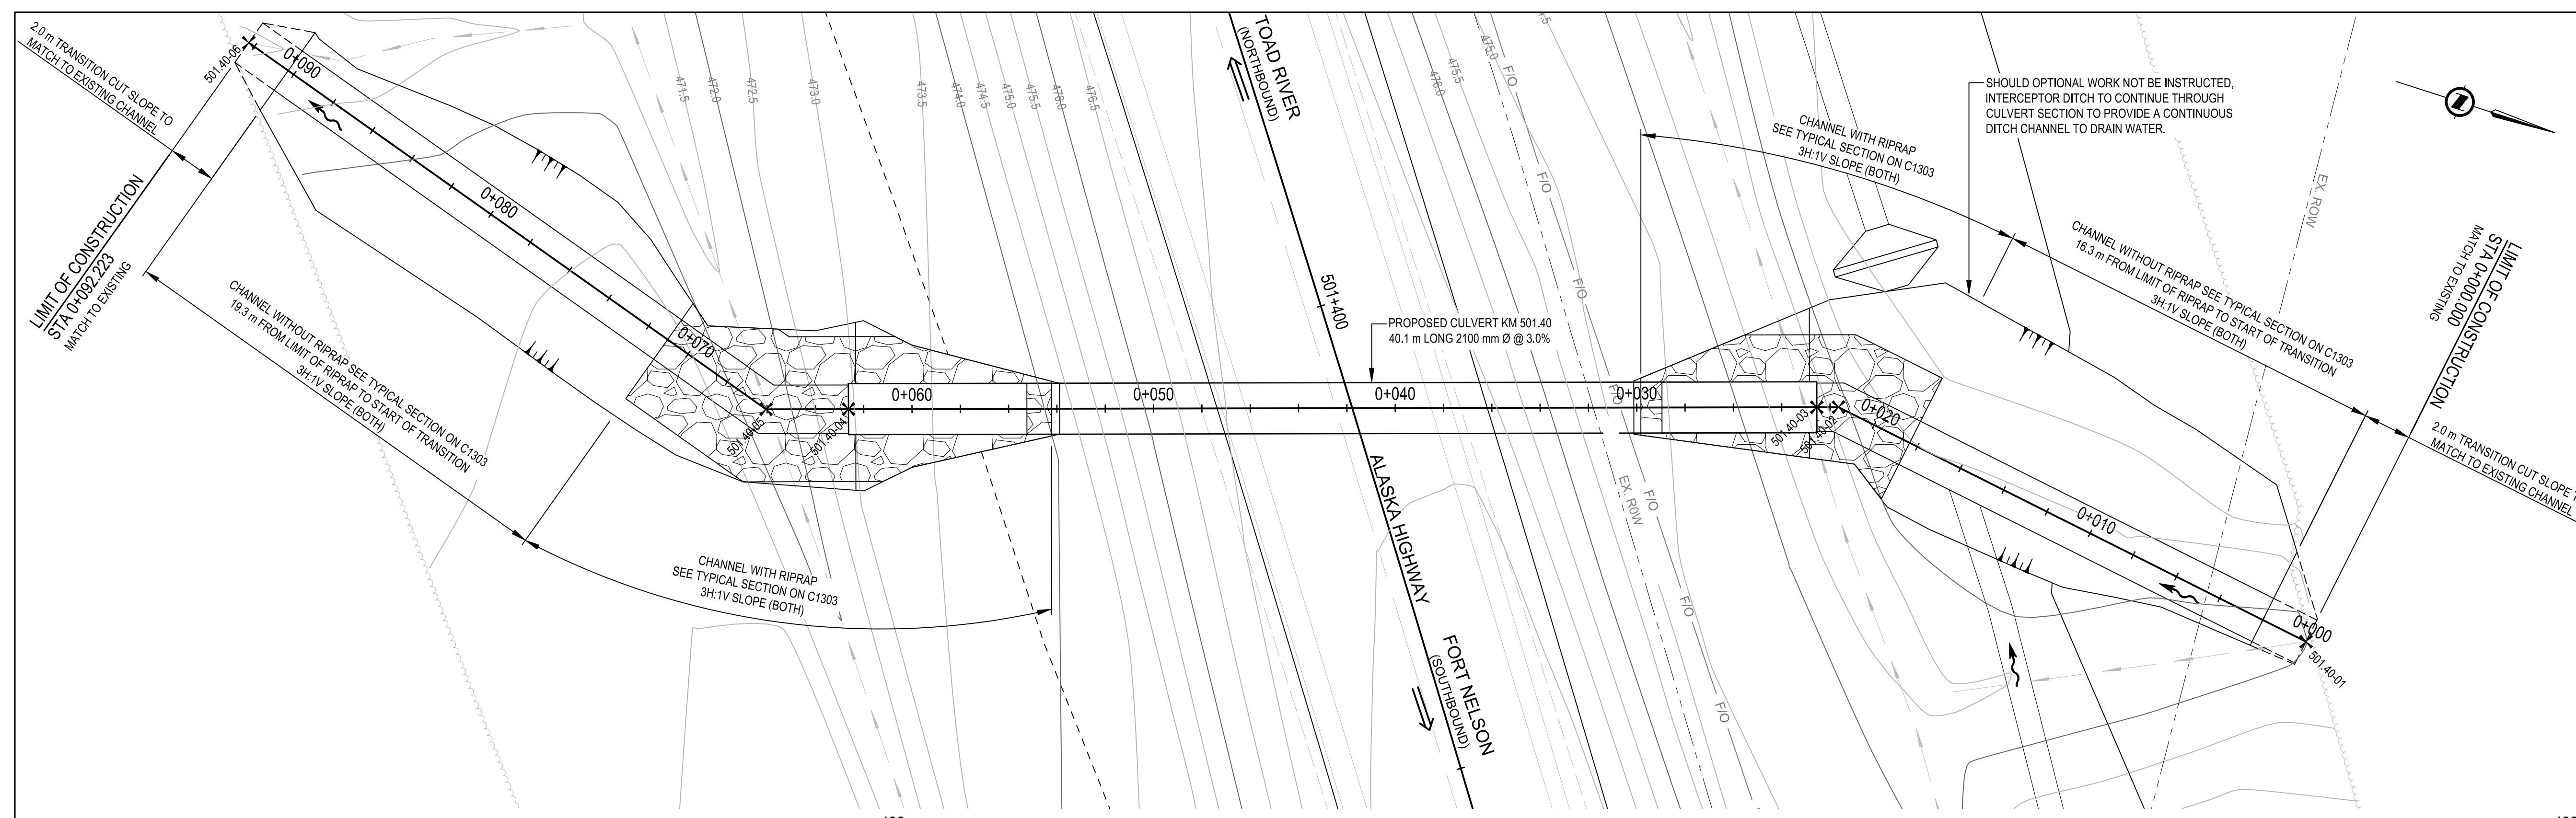 2.0 m TRANSITION CUT SLOPE TO
MATCH TO EXISTING CHANNEL
501.40-06
0+090
LIMIT OF CONSTRUCTION
STA 0+092.223
MATCH TO EXISTING
CHANNEL WITHOUT RIPRAP SEE TYPICAL SECTION ON C1303
19.3 m FROM LIMIT OF RIPRAP TO START OF TRANSITION
3H:1V SLOPE (BOTH)
0+080
0+070
501.40-05
501.40-04
0+060
CHANNEL WITH RIPRAP
SEE TYPICAL SECTION ON C1303
3H:1V SLOPE (BOTH)
471.5
472.0
472.5
473.0
473.5
474.0
474.5
475.0
475.5
476.0
476.5
TOAD RIVER
(NORTHBOUND)
501+400
0+050
PROPOSED CULVERT KM 501.40
40.1 m LONG 2100 mm Ø @ 3.0%
0+040
ALASKA HIGHWAY
FORT NELSON
(SOUTHBOUND)
476.0
475.5
475.0
F/O
F/O
F/O
F/O
F/O
F/O
F/O
F/O
F/O
EX. ROW
0+030
CHANNEL WITH RIPRAP
SEE TYPICAL SECTION ON C1303
3H:1V SLOPE (BOTH)
SHOULD OPTIONAL WORK NOT BE INSTRUCTED,
INTERCEPTOR DITCH TO CONTINUE THROUGH
CULVERT SECTION TO PROVIDE A CONTINUOUS
DITCH CHANNEL TO DRAIN WATER.
501.40-03
501.40-02
0+020
EX. ROW
CHANNEL WITHOUT RIPRAP SEE TYPICAL SECTION ON C1303
16.3 m FROM LIMIT OF RIPRAP TO START OF TRANSITION
3H:1V SLOPE (BOTH)
0+010
LIMIT OF CONSTRUCTION
STA 0+000.000
MATCH TO EXISTING
2.0 m TRANSITION CUT SLOPE
MATCH TO EXISTING CHANNEL
0+000
501.40-01